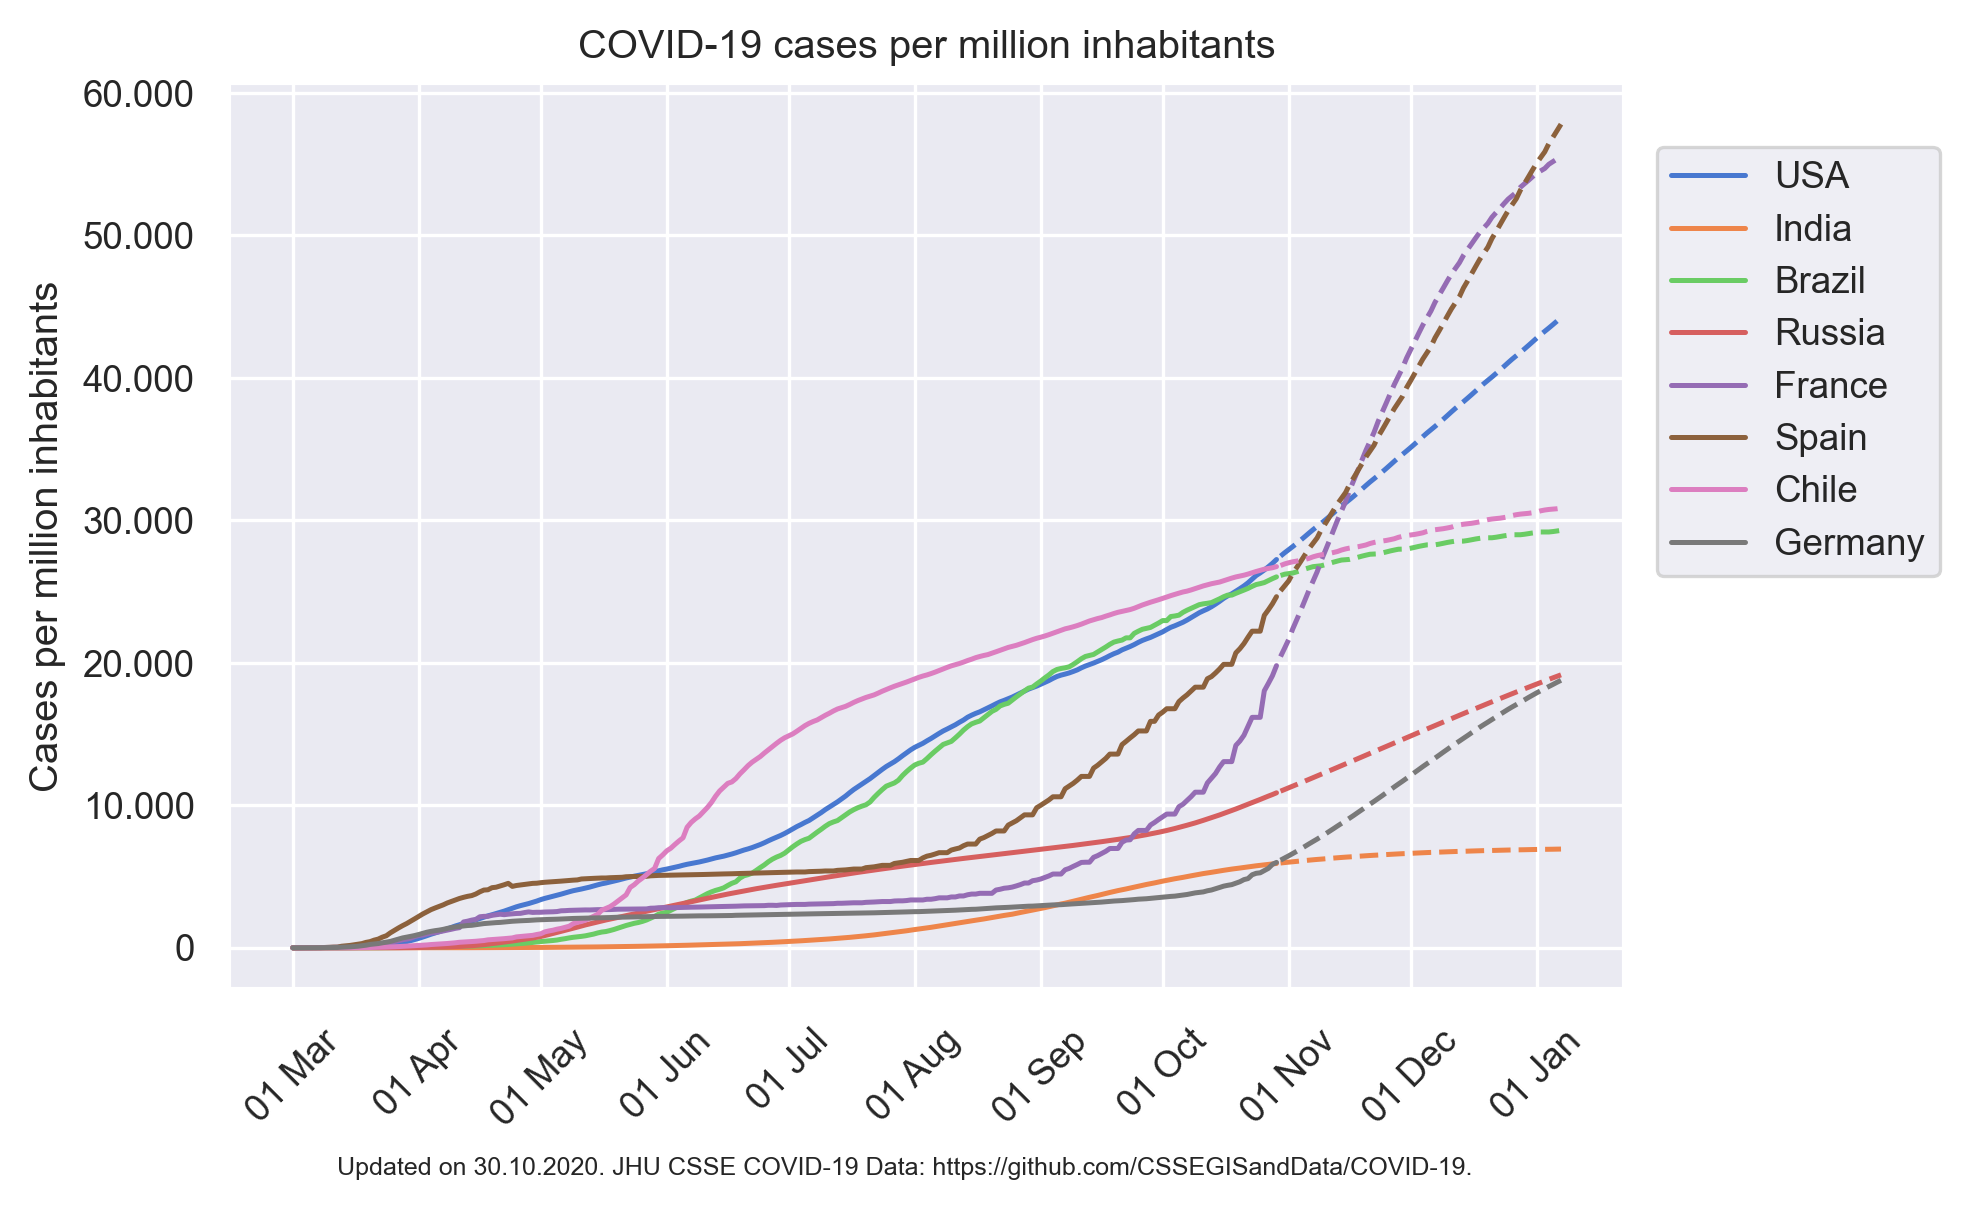 COVID-19 cases per million inhabitants
60.000
50.000
40.000
30.000
20.000
10.000
0
Cases per million inhabitants
USA
India
Brazil
Russia
France
Spain
Chile
Germany
01 Mar
01 Apr
01 May
01 Jun
01 Jul
01 Aug
01 Sep
01 Oct
01 Nov
01 Dec
01 Jan
Updated on 30.10.2020. JHU CSSE COVID-19 Data: https://github.com/CSSEGISandData/COVID-19.